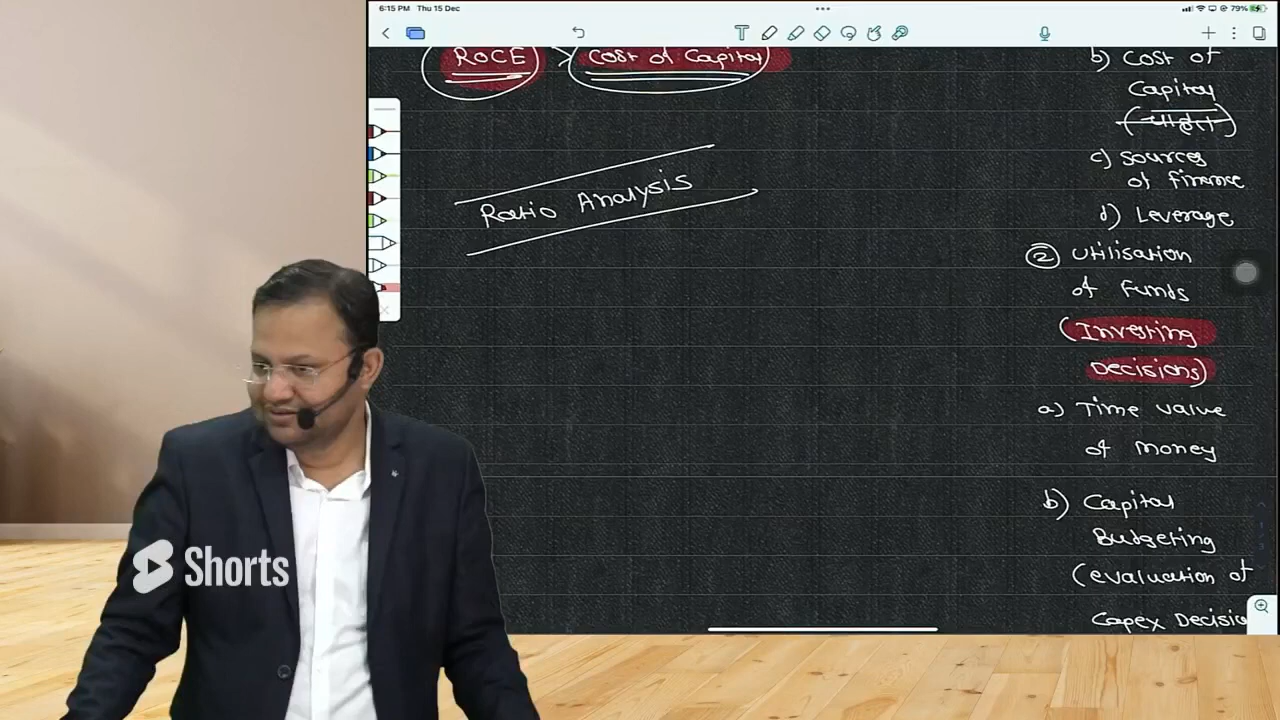 6:15 PM Thu 15 Dec
79%
ROCE > Cost of Capital
Ratio Analysis
b) Cost of
Capital
c) Sources
of finance
d) Leverage
② Utilisation
of Funds
(Investing
Decisions)
a) Time value
of Money
b) Capital
Budgeting
(evaluation of
Capex Decisio
Shorts